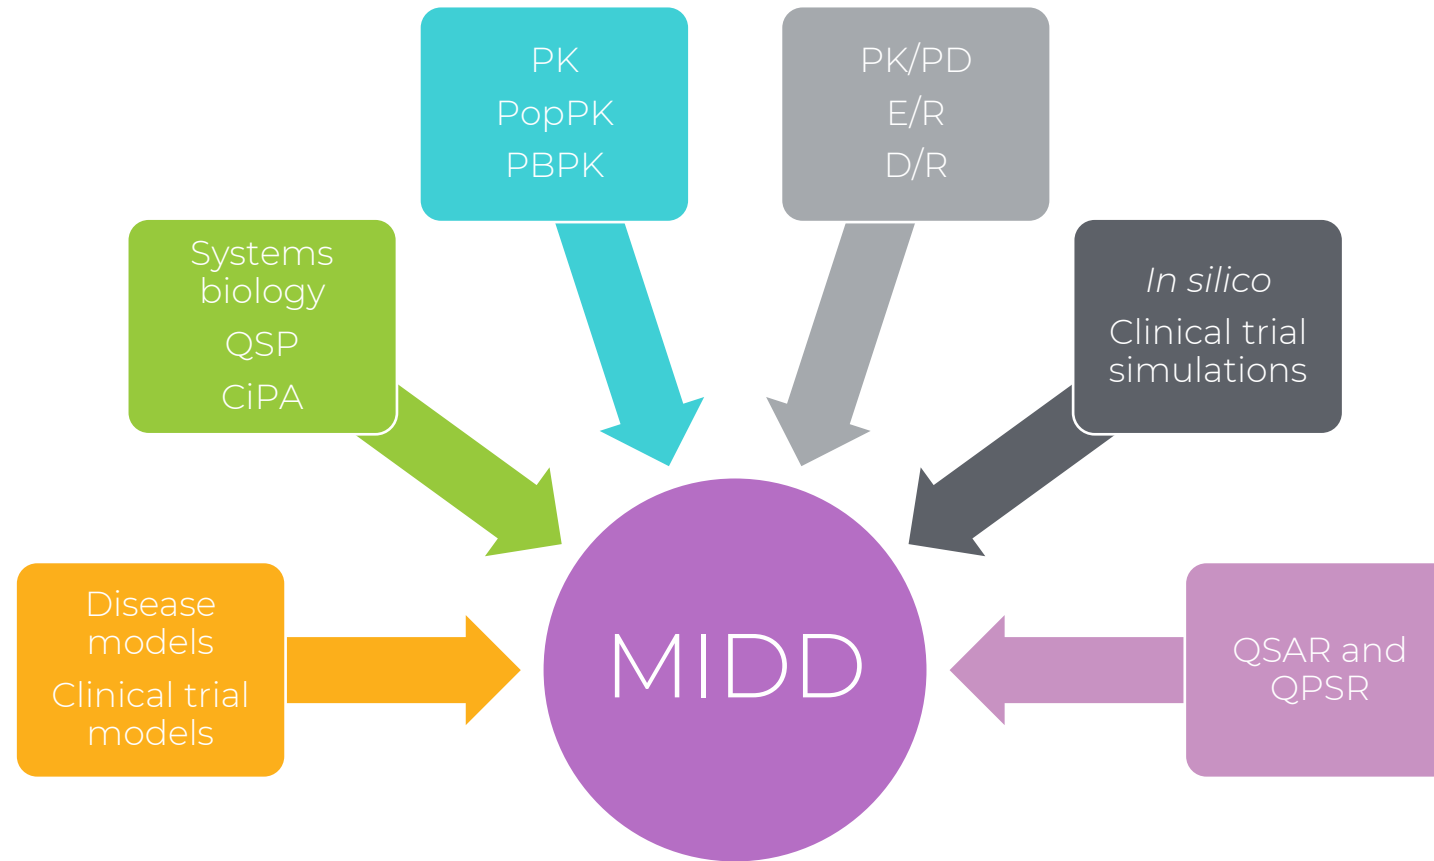 PK
PopPK
PBPK
PK/PD
E/R
D/R
Systems
biology
QSP
CiPA
In silico
Clinical trial
simulations
Disease
models
Clinical trial
models
MIDD
QSAR and
QPSR